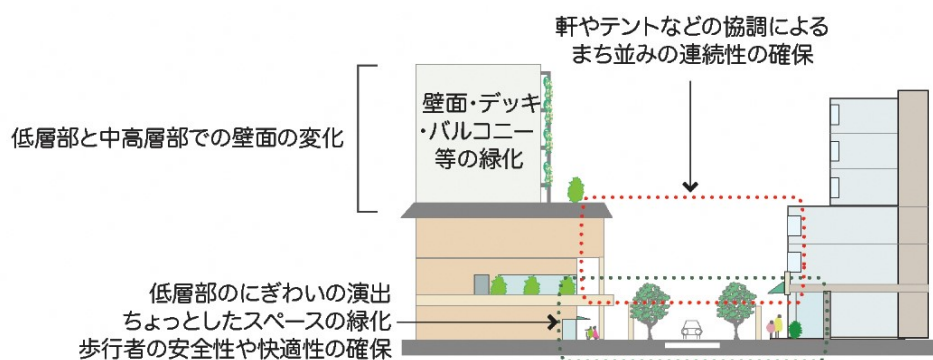 軒やテントなどの協調による
まち並みの連続性の確保
壁面・デッキ
・バルコニー
等の緑化
低層部と中高層部での壁面の変化
低層部のにぎわいの演出
ちょっとしたスペースの緑化
歩行者の安全性や快適性の確保